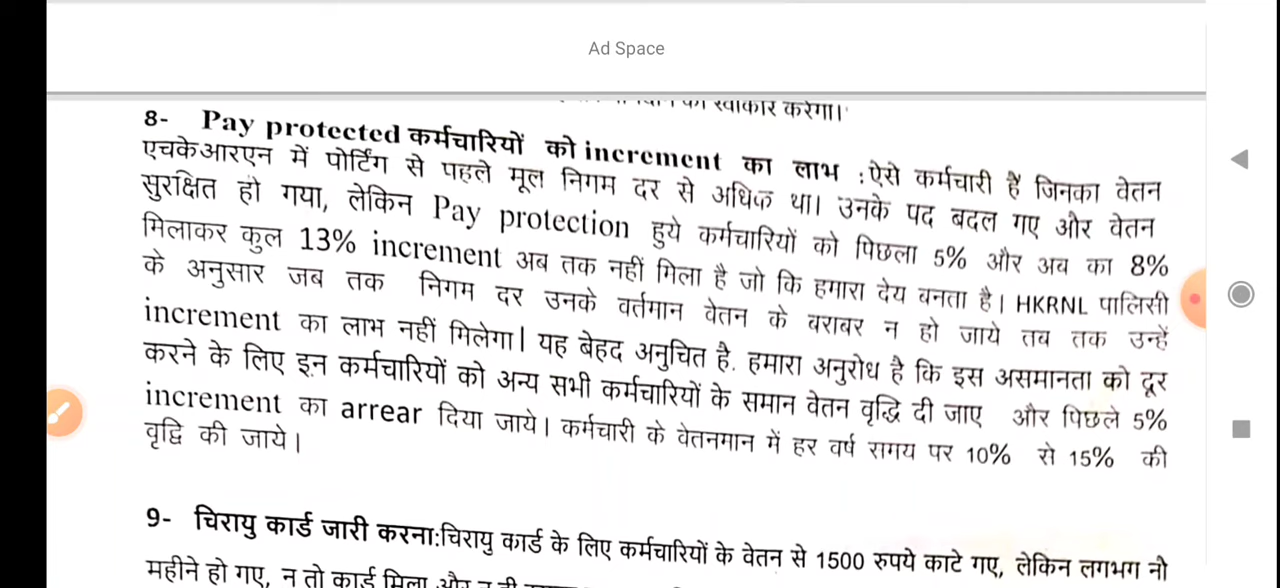 Ad Space
स्वीकार करेगा।
8- Pay protected कर्मचारियों को increment का लाभ :ऐसे कर्मचारी हैं जिनका वेतन
एचकेआरएन में पोर्टिंग से पहले मूल निगम दर से अधिक था। उनके पद बदल गए और वेतन
सुरक्षित हो गया, लेकिन Pay protection हुये कर्मचारियों को पिछला 5% और अब का 8%
मिलाकर कुल 13% increment अब तक नहीं मिला है जो कि हमारा देय बनता है। HKRNL पालिसी
के अनुसार जब तक निगम दर उनके वर्तमान वेतन के बराबर न हो जाये तब तक उन्हें
increment का लाभ नहीं मिलेगा। यह बेहद अनुचित है. हमारा अनुरोध है कि इस असमानता को दूर
करने के लिए इन कर्मचारियों को अन्य सभी कर्मचारियों के समान वेतन वृद्धि दी जाए और पिछले 5%
increment का arrear दिया जाये। कर्मचारी के वेतनमान में हर वर्ष समय पर 10% से 15% की
वृद्वि की जाये।
9- चिरायु कार्ड जारी करना:चिरायु कार्ड के लिए कर्मचारियों के वेतन से 1500 रुपये काटे गए, लेकिन लगभग नौ
महीने हो गए, न तो कार्ड मिला और न ही